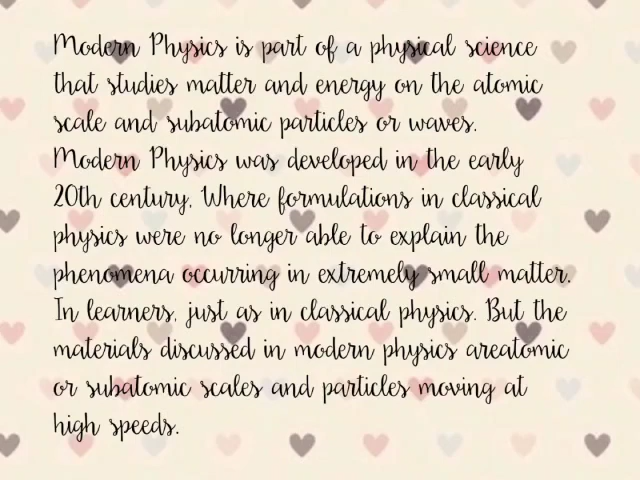 Modern Physics is part of a physical science
that studies matter and energy on the atomic
scale and subatomic particles or waves.
Modern Physics was developed in the early
20th century, Where formulations in classical
physics were no longer able to explain the
phenomena occurring in extremely small matter.
In learners, just as in classical physics. But the
materials discussed in modern physics areatomic
or subatomic scales and particles moving at
high speeds.